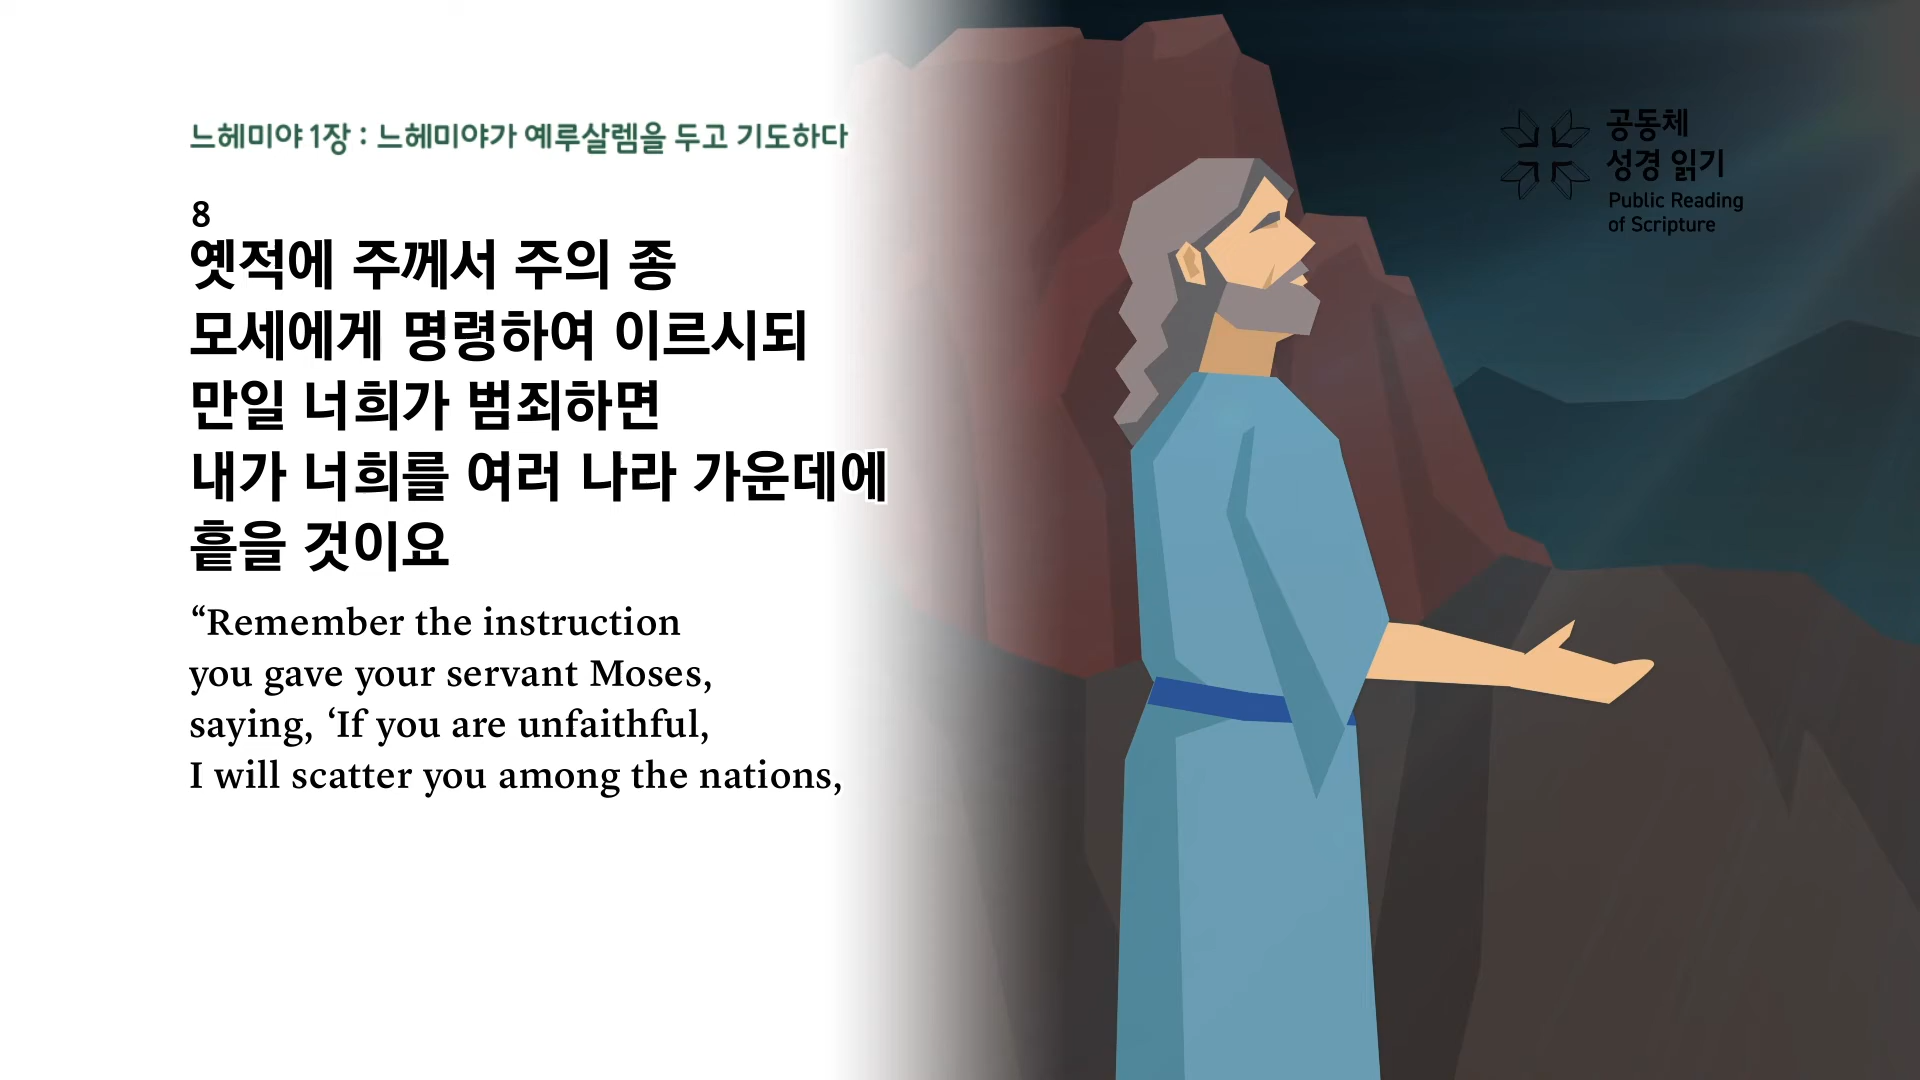 느헤미야 1장 : 느헤미야가 예루살렘을 두고 기도하다
8
옛적에 주께서 주의 종
모세에게 명령하여 이르시되
만일 너희가 범죄하면
내가 너희를 여러 나라 가운데에
흩을 것이요
“Remember the instruction
you gave your servant Moses,
saying, ‘If you are unfaithful,
I will scatter you among the nations,
공동체
성경 읽기
Public Reading
of Scripture